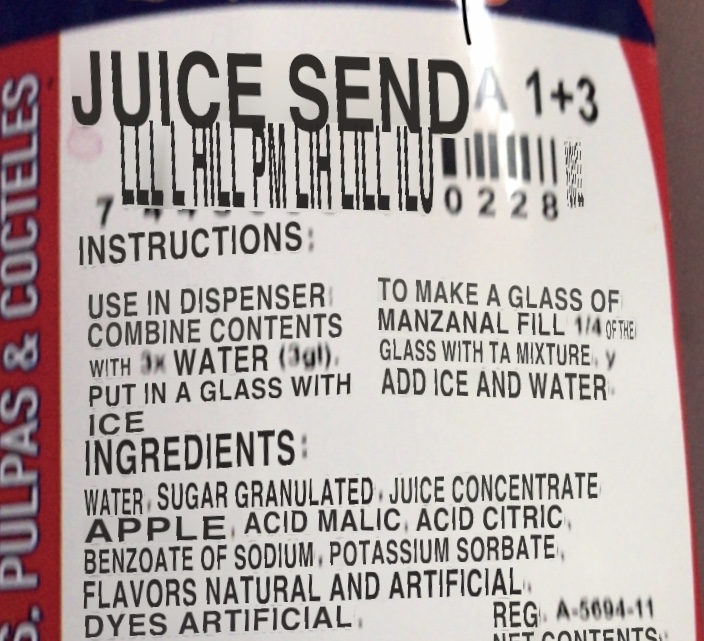 S, PULPAS & COCTELES
JUICE SENDA 1+3
0228
INSTRUCTIONS:
USE IN DISPENSER
COMBINE CONTENTS
WITH 3x WATER (3gl),
PUT IN A GLASS WITH
ICE
TO MAKE A GLASS OF
MANZANAL FILL 1/4 OF THE
GLASS WITH TA MIXTURE, y
ADD ICE AND WATER
INGREDIENTS:
WATER, SUGAR GRANULATED, JUICE CONCENTRATE
APPLE, ACID MALIC, ACID CITRIC,
BENZOATE OF SODIUM, POTASSIUM SORBATE,
FLAVORS NATURAL AND ARTIFICIAL,
DYES ARTIFICIAL.
REG. A-5694-11
NET CONTENTS: